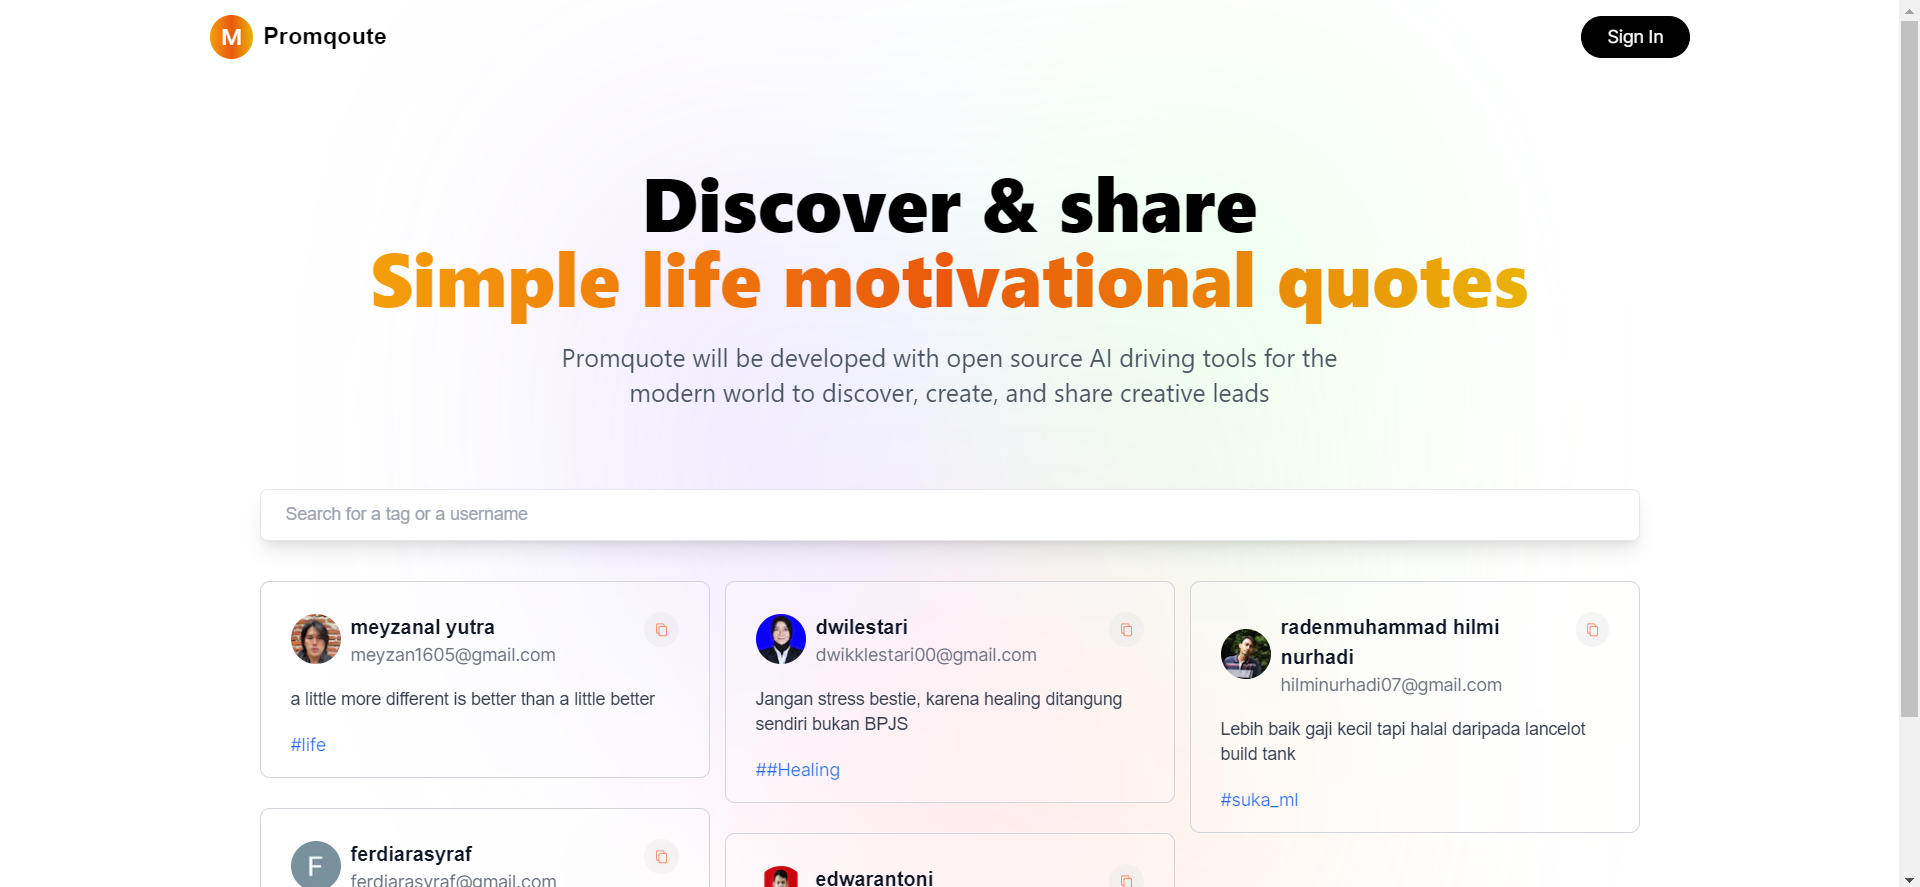 M Promqoute
Sign In
Discover & share
Simple life motivational quotes
Promquote will be developed with open source AI driving tools for the
modern world to discover, create, and share creative leads
Search for a tag or a username
meyzanal yutra
meyzan1605@gmail.com
a little more different is better than a little better
#life
dwilestari
dwikklestari00@gmail.com
Jangan stress bestie, karena healing ditangung
sendiri bukan BPJS
##Healing
radenmuhammad hilmi
nurhadi
hilminurhadi07@gmail.com
Lebih baik gaji kecil tapi halal daripada lancelot
build tank
#suka_ml
F
ferdiarasyraf
ferdiarasyraf@gmail.com
edwarantoni